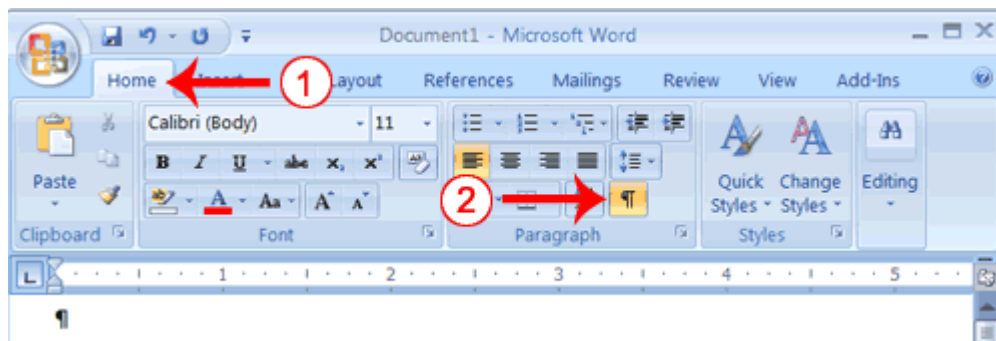 Document1 - Microsoft Word
Home 1 Layout References Mailings Review View Add-Ins
Calibri (Body) 11
B I U abc x₂ x²
Paste
Aa A A
2 ¶
Quick Styles Change Styles Editing
Clipboard Font Paragraph Styles
L 1 2 3 4 5
¶